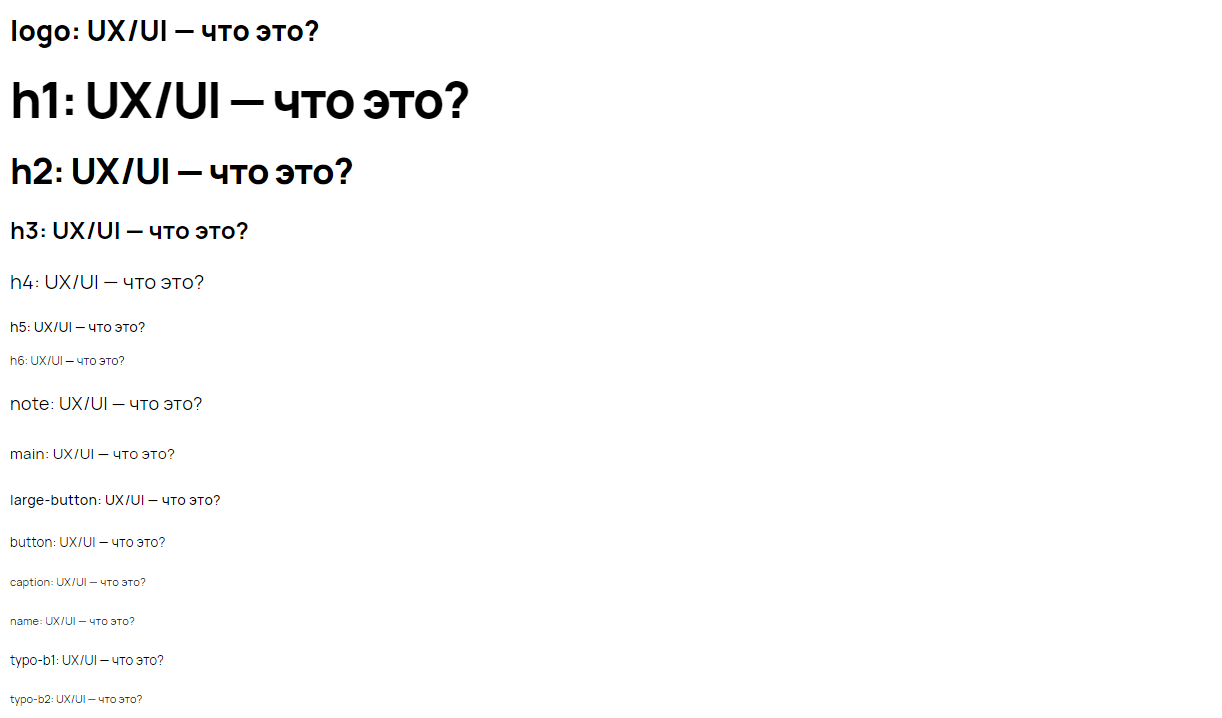 logo: UX/UI — что это?
h1: UX/UI — что это?
h2: UX/UI — что это?
h3: UX/UI — что это?
h4: UX/UI — что это?
h5: UX/UI — что это?
h6: UX/UI — что это?
note: UX/UI — что это?
main: UX/UI — что это?
large-button: UX/UI — что это?
button: UX/UI — что это?
caption: UX/UI — что это?
name: UX/UI — что это?
typo-b1: UX/UI — что это?
typo-b2: UX/UI — что это?